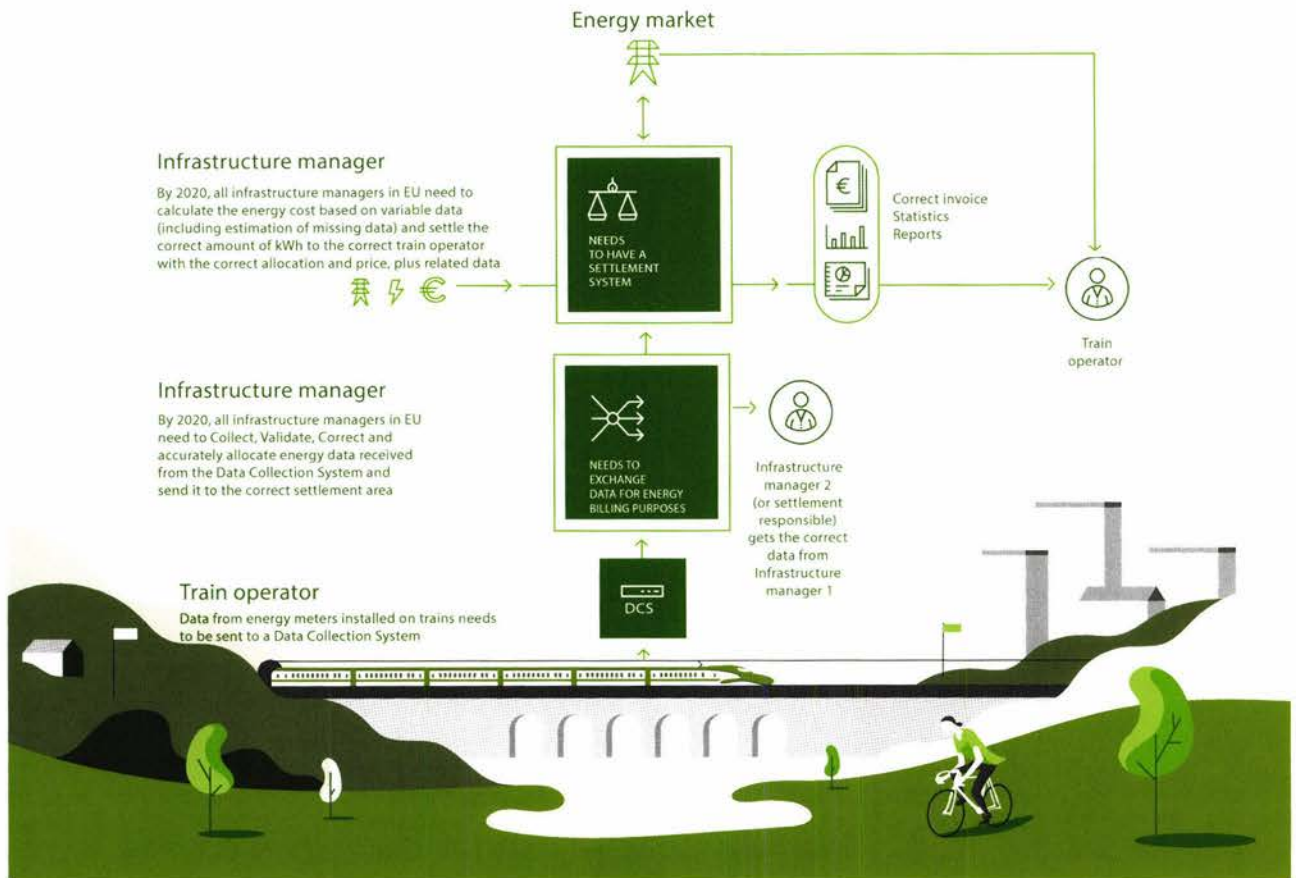 Energy market
Infrastructure manager
By 2020, all infrastructure managers in EU need to
calculate the energy cost based on variable data
(including estimation of missing data) and settle the
correct amount of kWh to the correct train operator
with the correct allocation and price, plus related data
€
NEEDS
TO HAVE A
SETTLEMENT
SYSTEM
€
Correct invoice
Statistics
Reports
Train
operator
Infrastructure manager
By 2020, all infrastructure managers in EU
need to Collect, Validate, Correct and
accurately allocate energy data received
from the Data Collection System and
send it to the correct settlement area
NEEDS TO
EXCHANGE
DATA FOR ENERGY
BILLING PURPOSES
Infrastructure
manager 2
(or settlement
responsible)
gets the correct
data from
Infrastructure
manager 1
Train operator
Data from energy meters installed on trains needs
to be sent to a Data Collection System
DCS